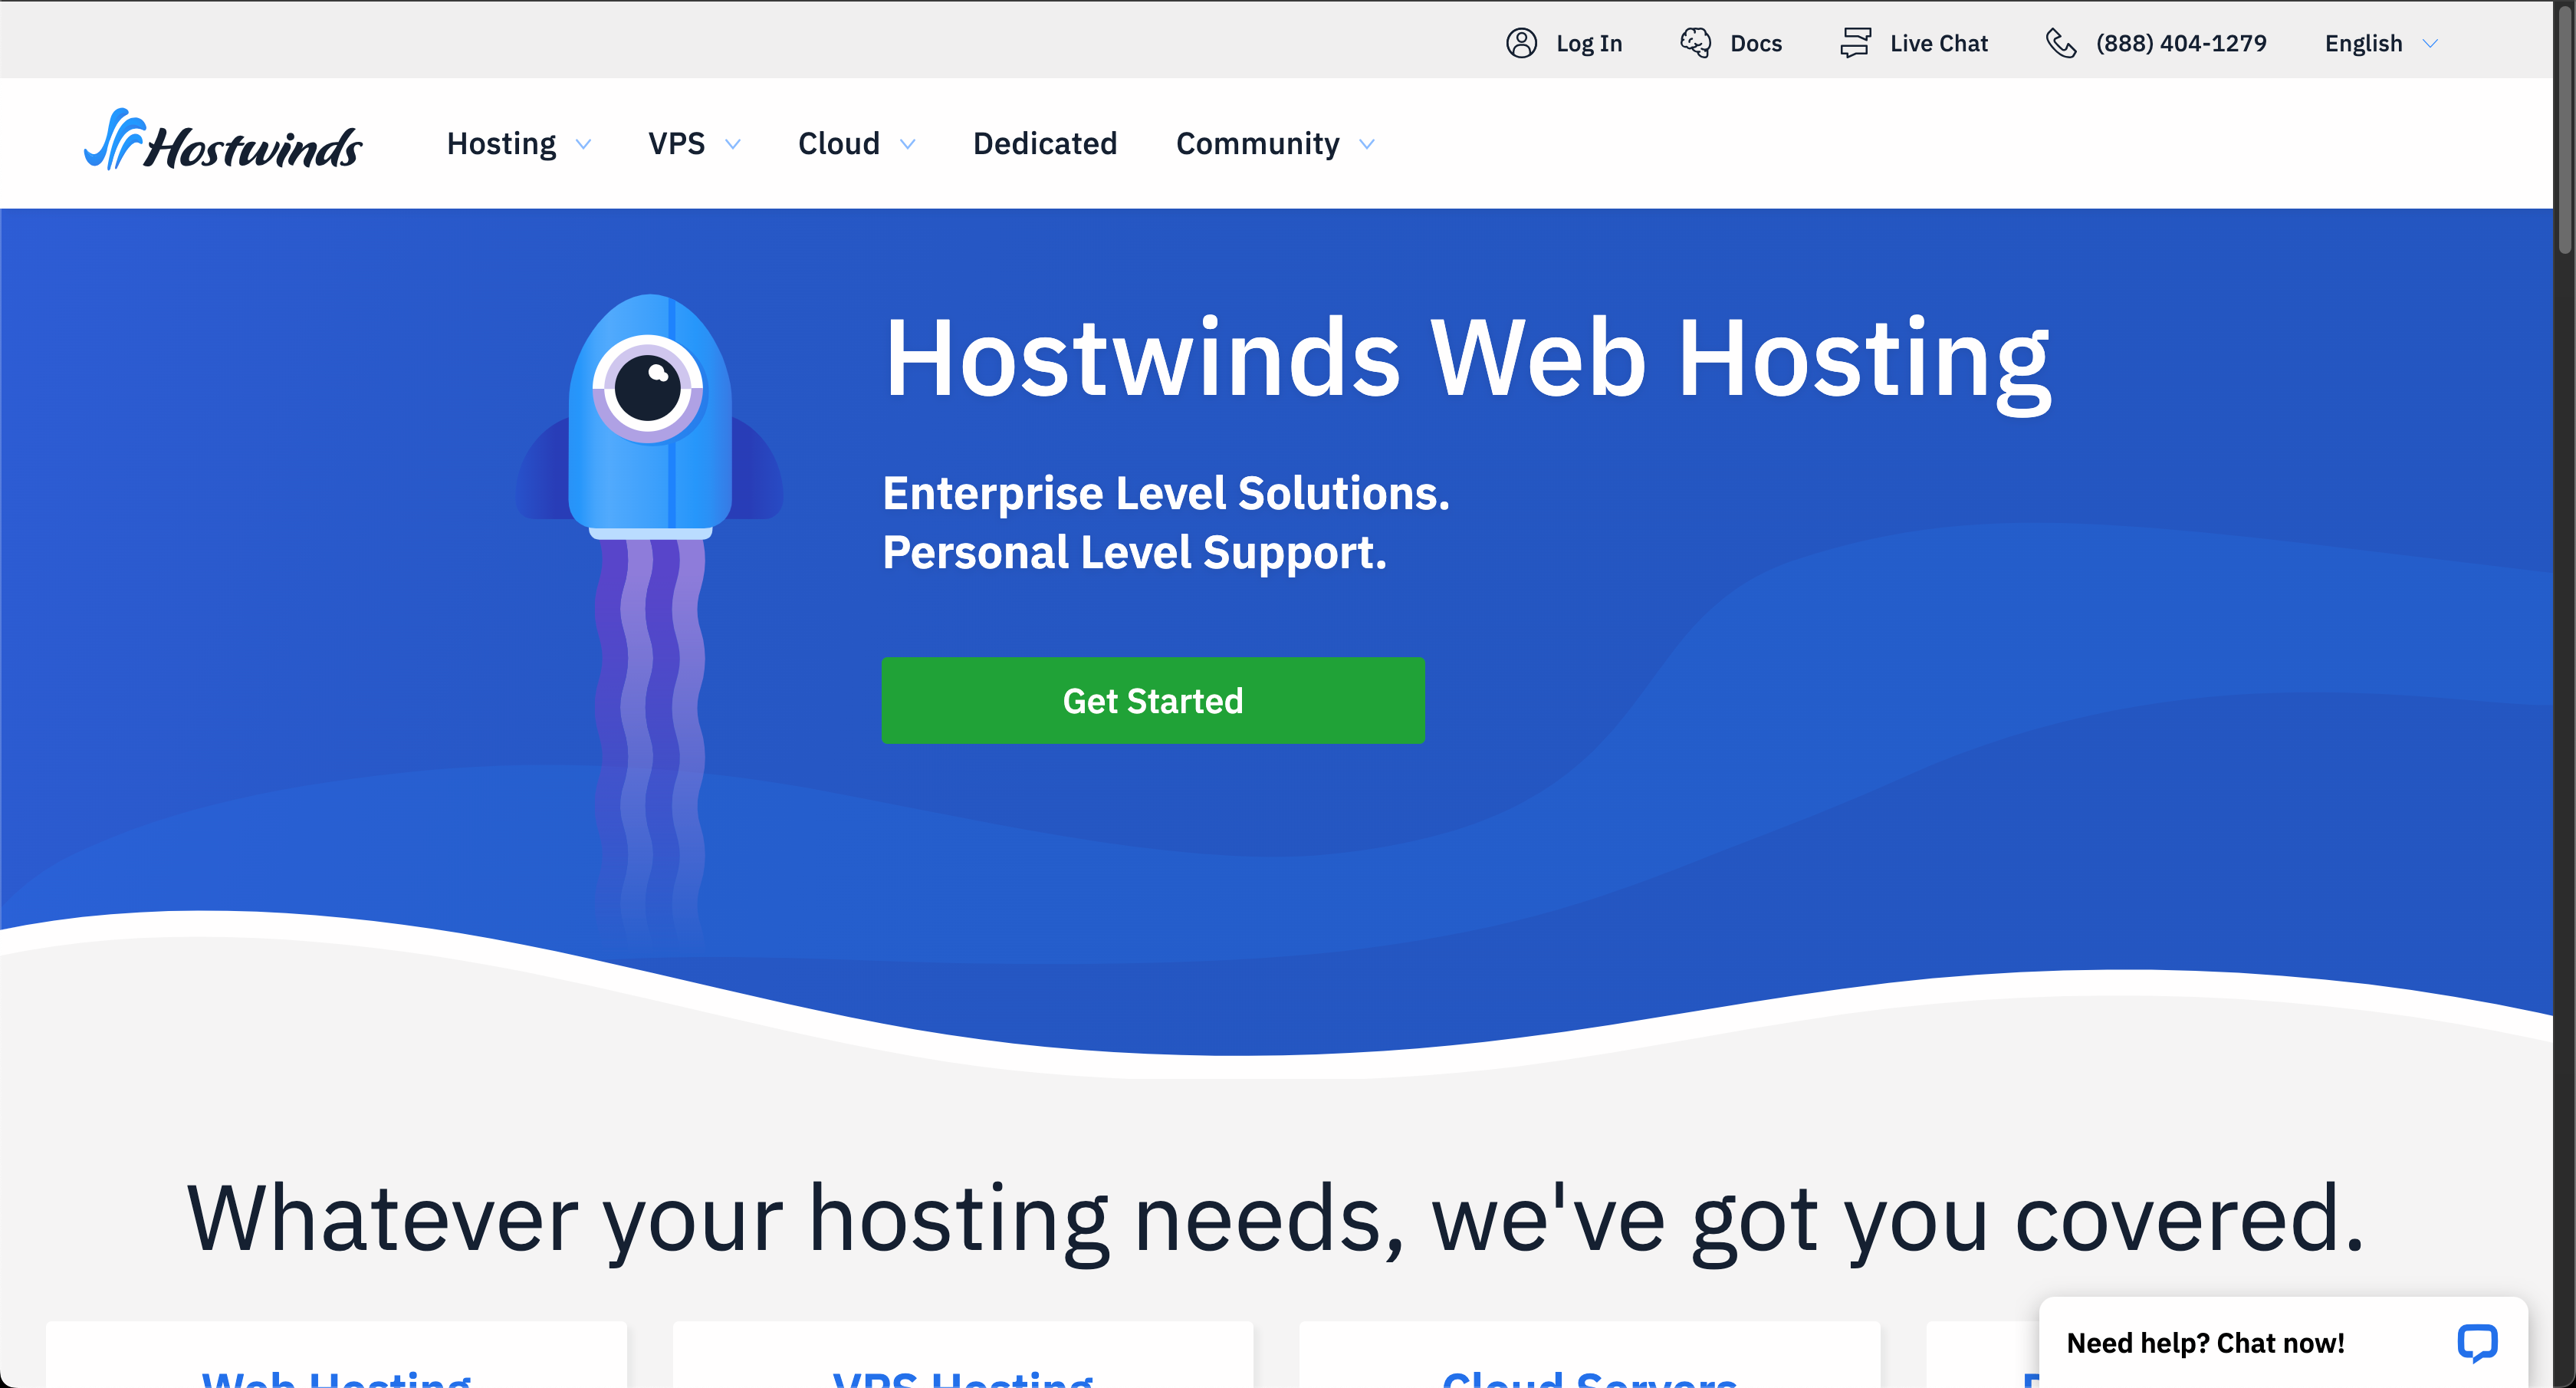 Log In
Docs
Live Chat
(888) 404-1279
English
Hostwinds
Hosting
VPS
Cloud
Dedicated
Community
Hostwinds Web Hosting
Enterprise Level Solutions.
Personal Level Support.
Get Started
Whatever your hosting needs, we've got you covered.
Web Hosting
VPS Hosting
Cloud Servers
Need help? Chat now!